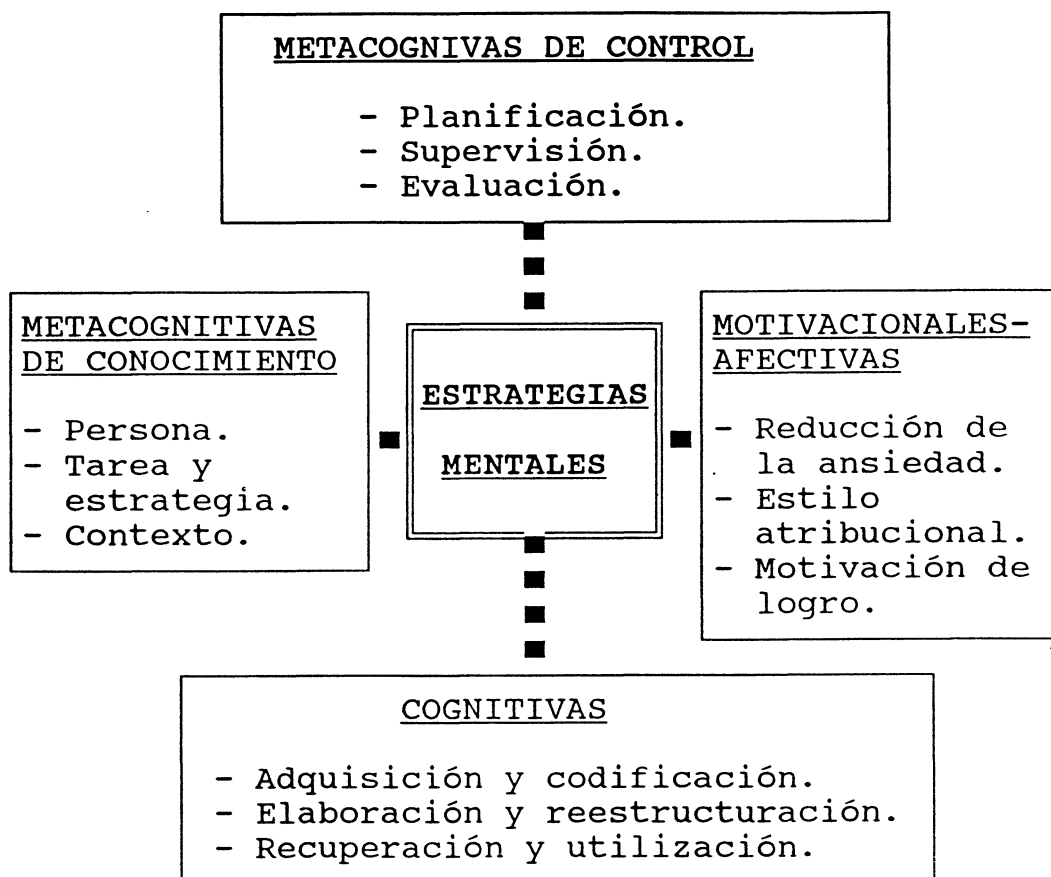 METACOGNIVAS DE CONTROL
- Planificación.
- Supervisión.
- Evaluación.
METACOGNITIVAS
DE CONOCIMIENTO
- Persona.
- Tarea y
estrategia.
- Contexto.
ESTRATEGIAS
MENTALES
MOTIVACIONALES-
AFECTIVAS
- Reducción de
la ansiedad.
- Estilo
atribucional.
- Motivación de
logro.
COGNITIVAS
- Adquisición y codificación.
- Elaboración y reestructuración.
- Recuperación y utilización.